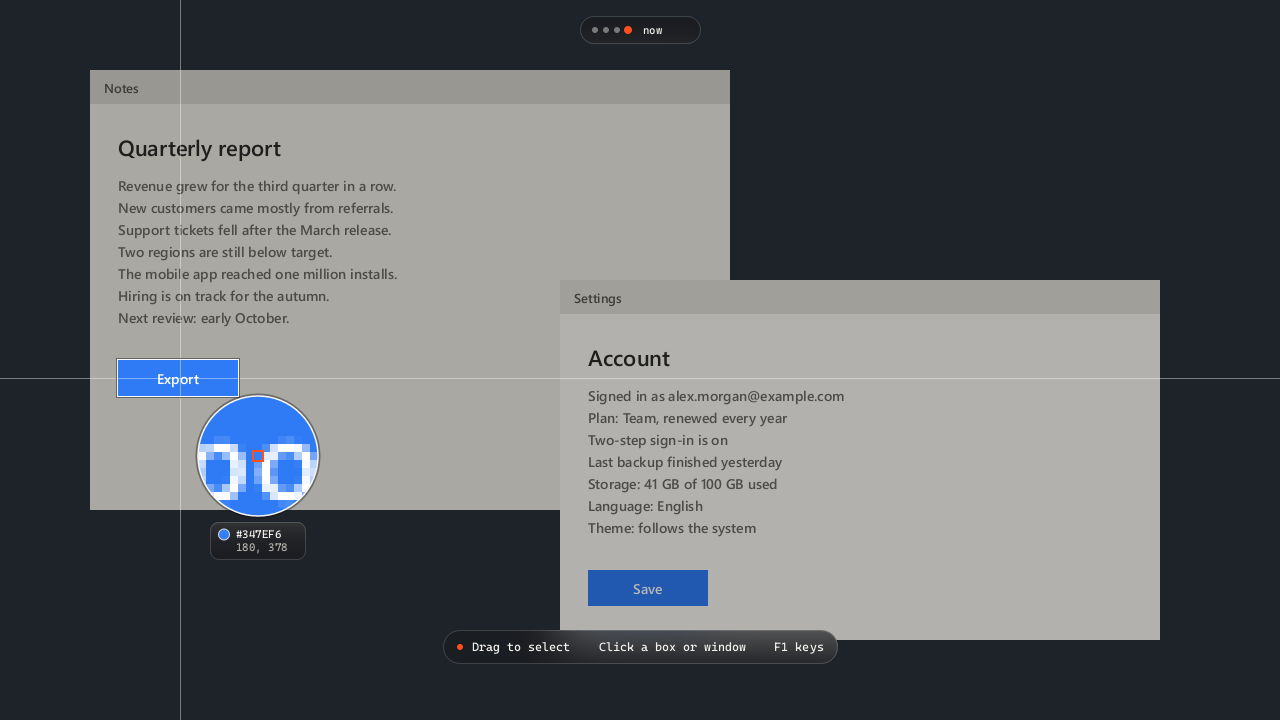 now
Notes
Quarterly report
Revenue grew for the third quarter in a row.
New customers came mostly from referrals.
Support tickets fell after the March release.
Two regions are still below target.
The mobile app reached one million installs.
Hiring is on track for the autumn.
Next review: early October.
Export
#347EF6
180, 378
Settings
Account
Signed in as alex.morgan@example.com
Plan: Team, renewed every year
Two-step sign-in is on
Last backup finished yesterday
Storage: 41 GB of 100 GB used
Language: English
Theme: follows the system
Save
Drag to select Click a box or window F1 keys